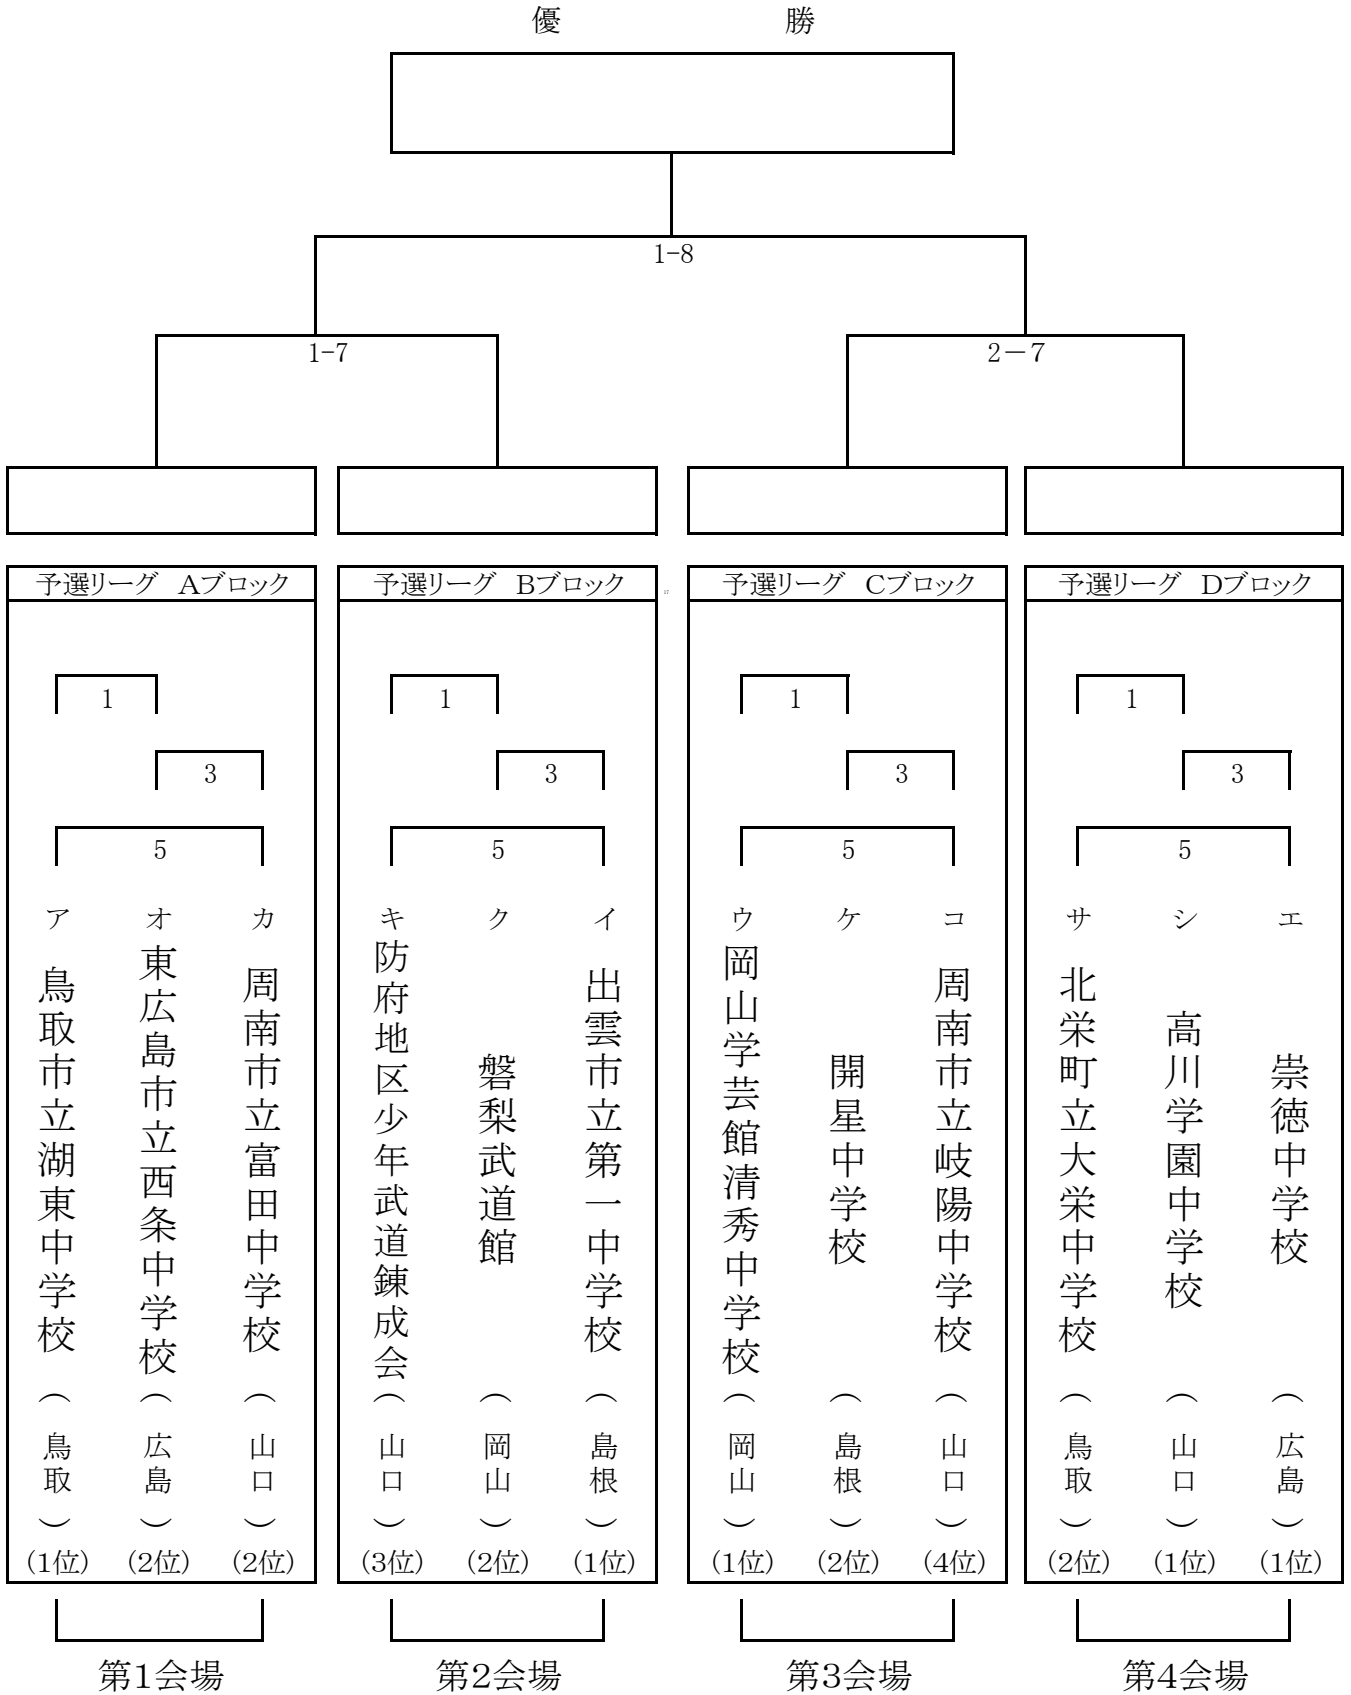 優　勝
1-8
1-7
2－7
予選リーグ　Aブロック
1
3
5
ア　鳥取市立湖東中学校（鳥取）(1位)
オ　東広島市立西条中学校（広島）(2位)
カ　周南市立富田中学校（山口）(2位)
第1会場
予選リーグ　Bブロック
1
3
5
キ　防府地区少年武道錬成会（山口）(3位)
ク　磐梨武道館（岡山）(2位)
イ　出雲市立第一中学校（島根）(1位)
第2会場
予選リーグ　Cブロック
1
3
5
ウ　岡山学芸館清秀中学校（岡山）(1位)
ケ　開星中学校（島根）(2位)
コ　周南市立岐陽中学校（山口）(4位)
第3会場
予選リーグ　Dブロック
1
3
5
サ　北栄町立大栄中学校（鳥取）(2位)
シ　高川学園中学校（山口）(1位)
エ　崇徳中学校（広島）(1位)
第4会場